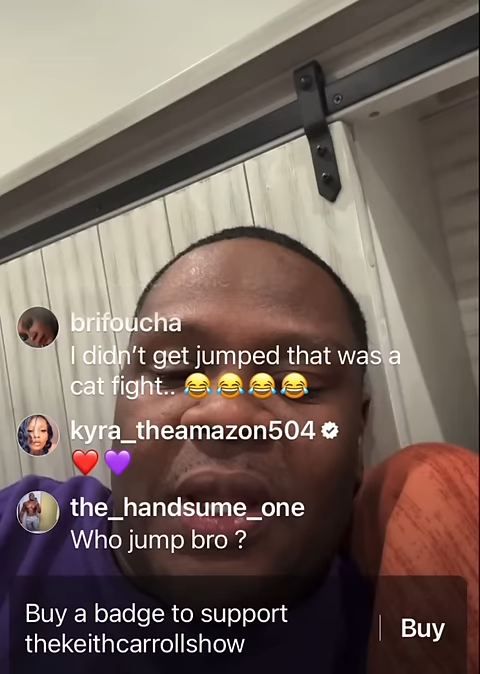 brifoucha
I didn't get jumped that was a
cat fight.. 😂😂😂😂
kyra_theamazon504
❤️💜
the_handsume_one
Who jump bro ?
Buy a badge to support
thekeithcarrollshow
Buy